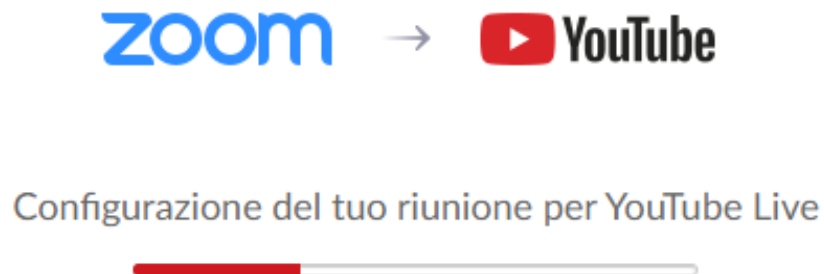 zoom → YouTube
Configurazione del tuo riunione per YouTube Live